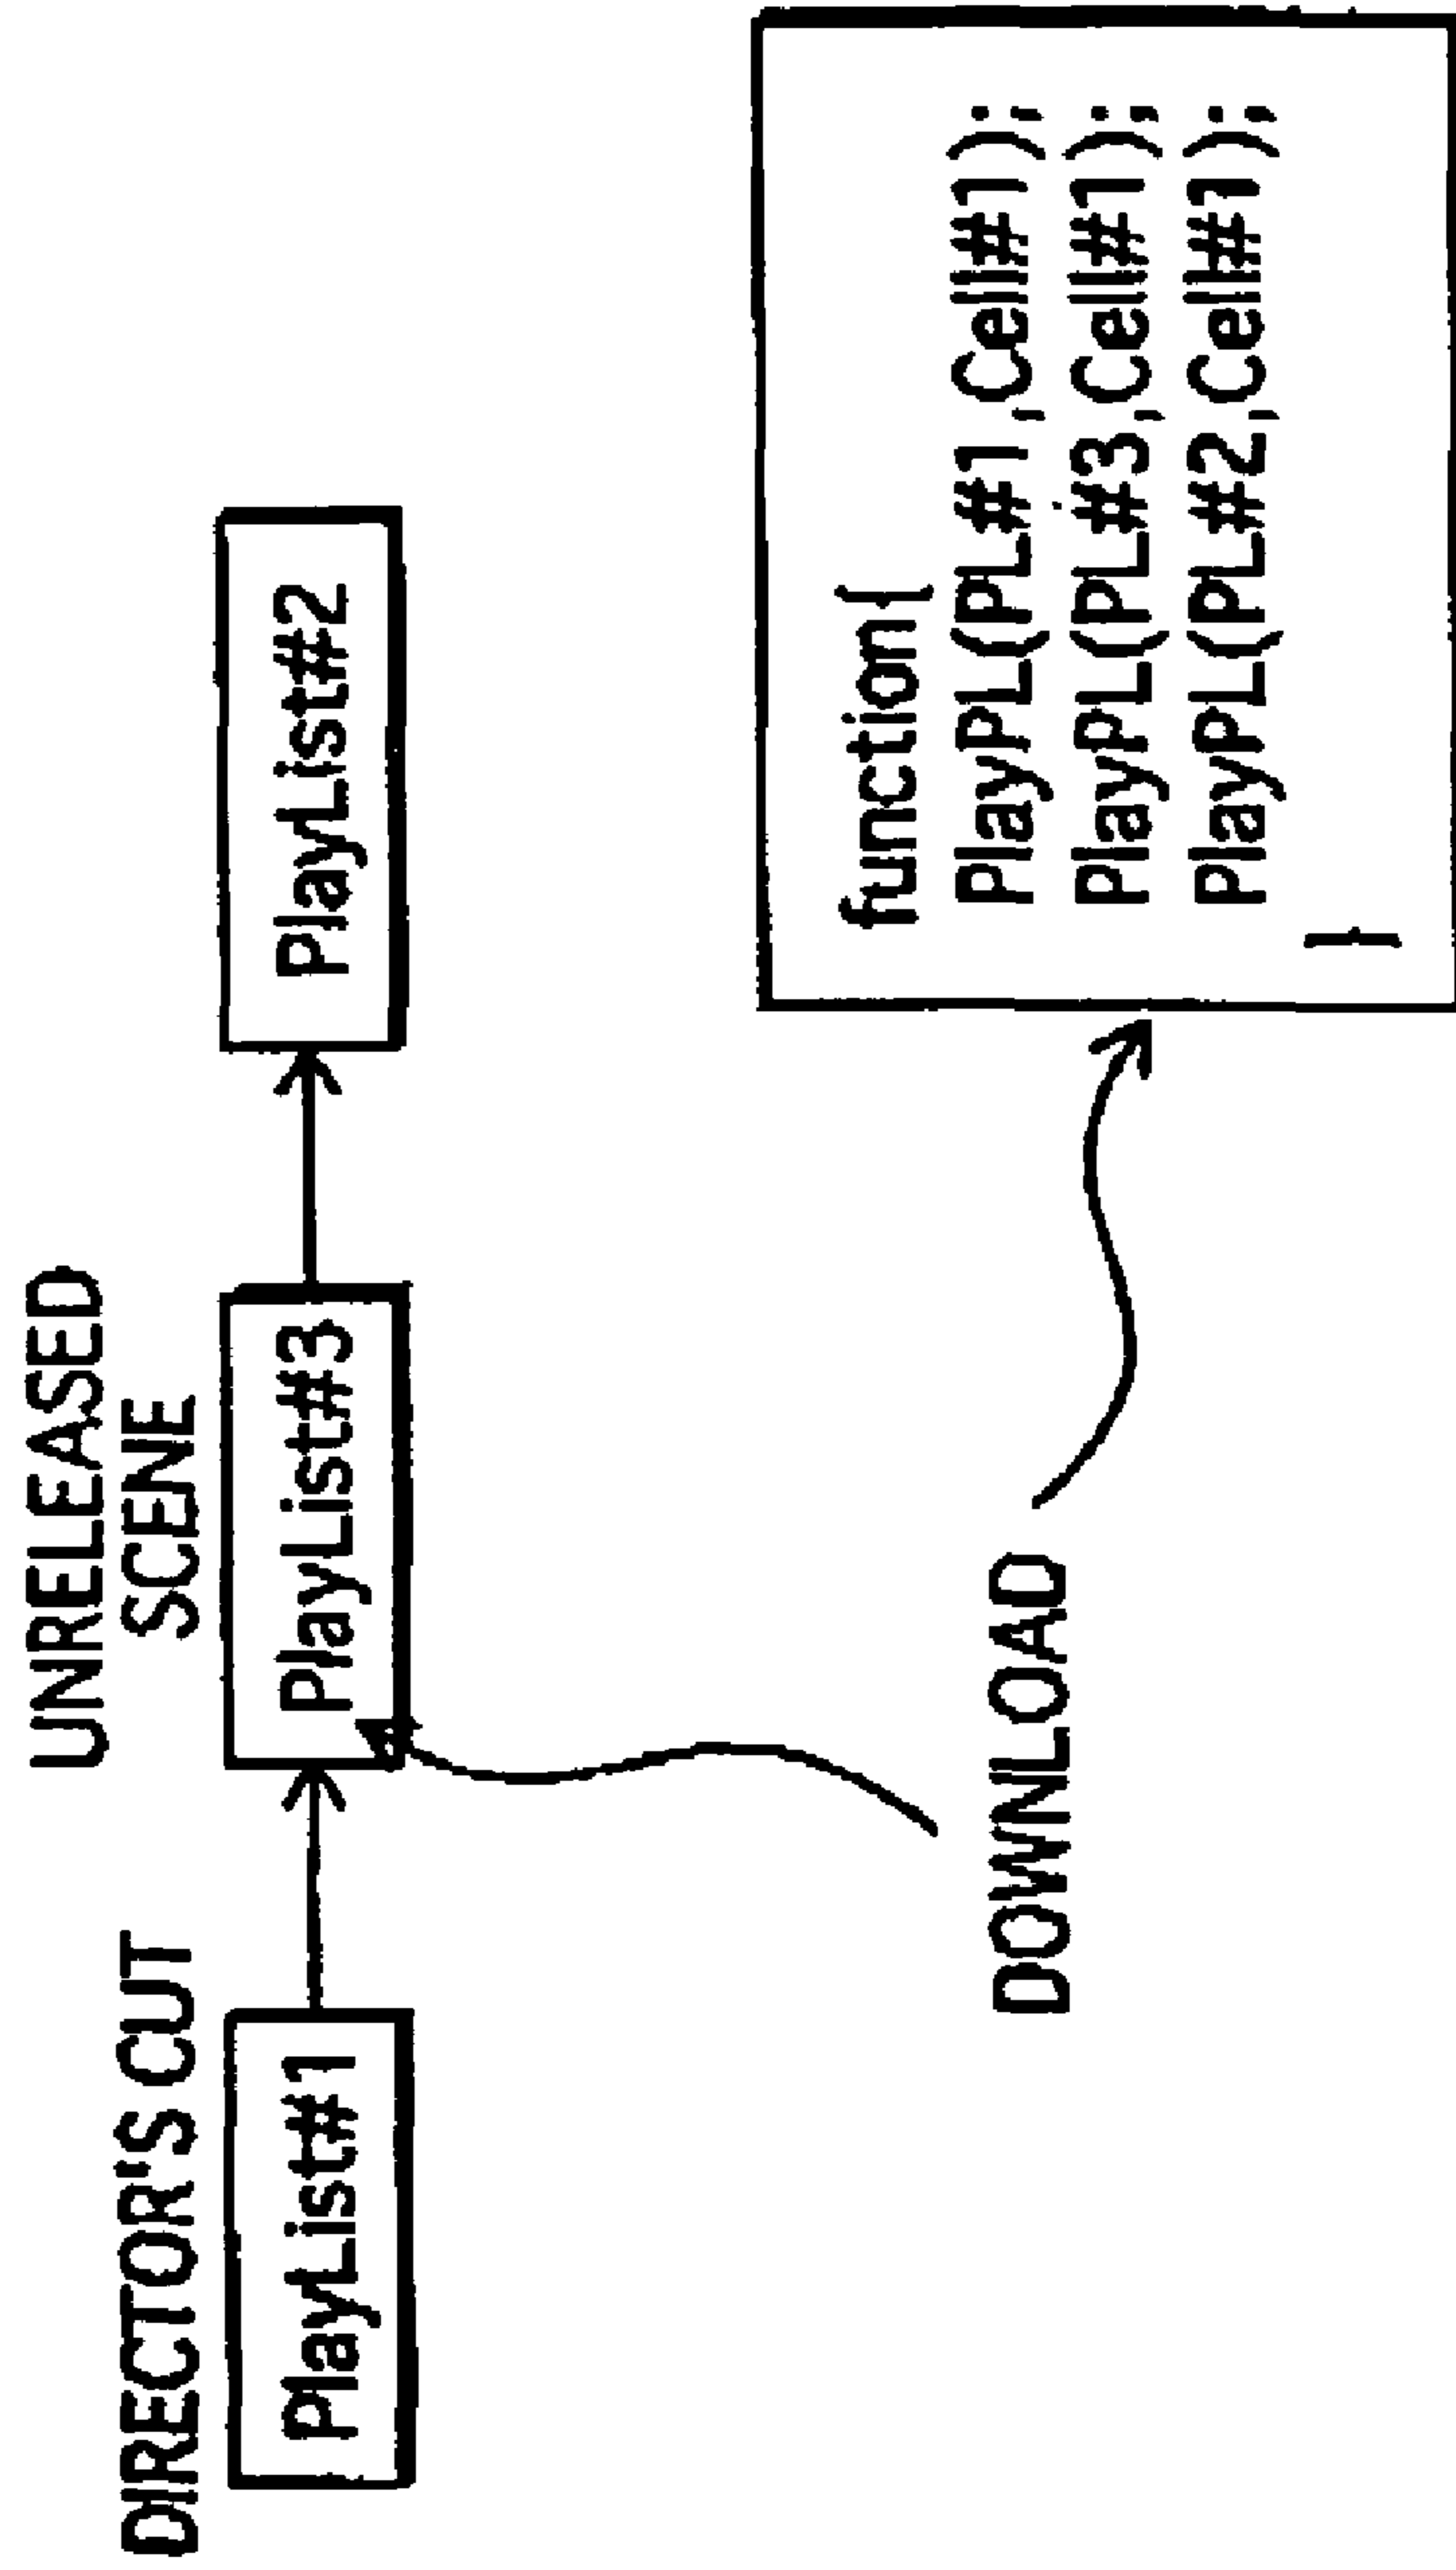 DIRECTOR'S CUT
UNRELEASED
SCENE
PlayList#1
PlayList#3
PlayList#2
DOWNLOAD
function{
PlayPL(PL#1,Cell#1);
PlayPL(PL#3,Cell#1);
PlayPL(PL#2,Cell#1);
}